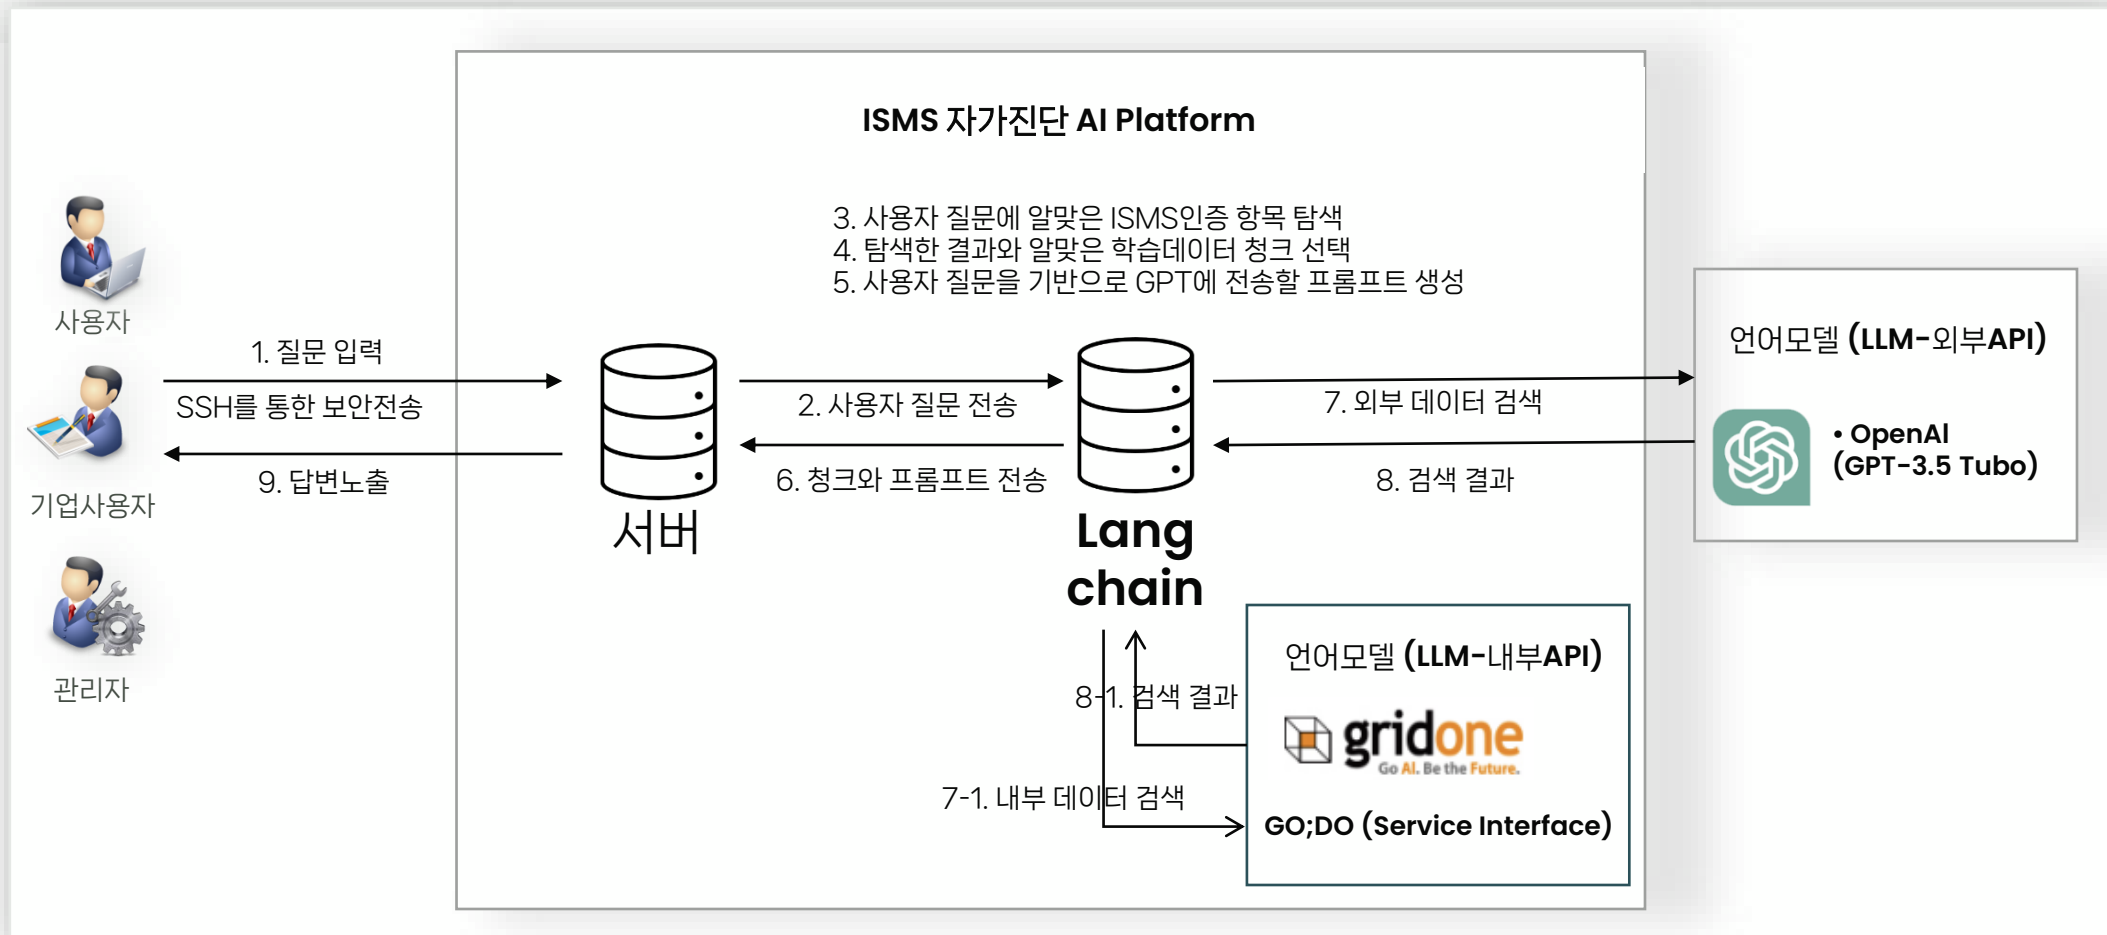 ISMS 자가진단 AI Platform
3. 사용자 질문에 알맞은 ISMS인증 항목 탐색
4. 탐색한 결과와 알맞은 학습데이터 청크 선택
5. 사용자 질문을 기반으로 GPT에 전송할 프롬프트 생성
사용자
기업사용자
관리자
1. 질문 입력
SSH를 통한 보안전송
9. 답변노출
서버
2. 사용자 질문 전송
6. 청크와 프롬프트 전송
Lang
chain
7. 외부 데이터 검색
8. 검색 결과
언어모델 (LLM-외부API)
• OpenAI
(GPT-3.5 Tubo)
8-1. 검색 결과
7-1. 내부 데이터 검색
언어모델 (LLM-내부API)
gridone
Go AI. Be the Future.
GO;DO (Service Interface)